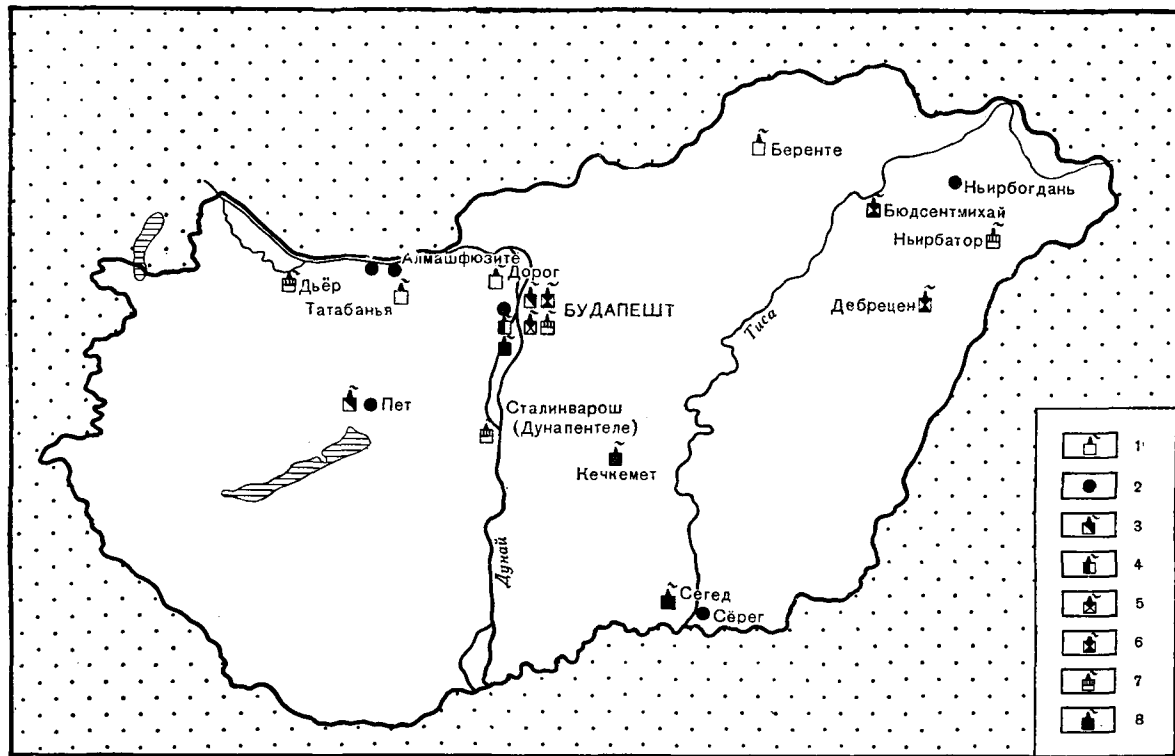 Беренте
Ньирбогдань
Бюдсентмихай
Ньирбатор
Алмашфюзите
Дьёр
Дорог
Татабанья
БУДАПЕШТ
Дебрецен
Тиса
Пет
Сталинварош
(Дунапентеле)
Кечкемет
Дунай
Сегед
Сёрег
1
2
3
4
5
6
7
8